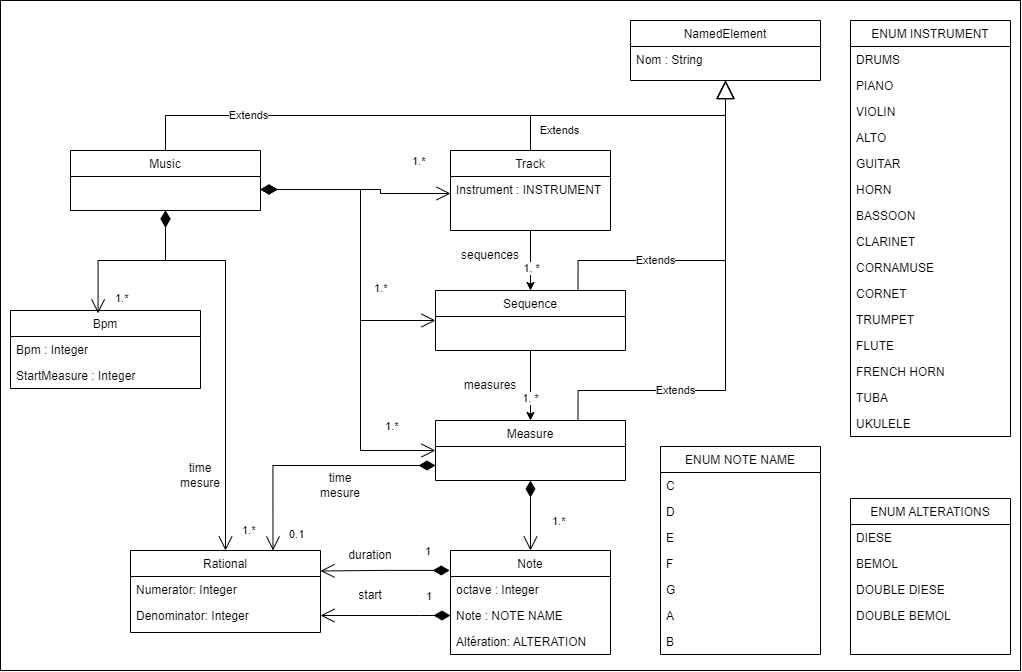 NamedElement
Nom : String
Extends
Extends
Music
1.*
Track
Instrument : INSTRUMENT
sequences
1. *
Extends
1.*
Sequence
1.*
Bpm
Bpm : Integer
StartMeasure : Integer
measures
1. *
Extends
1.*
Measure
time
mesure
time
mesure
1.*
0.1
1.*
Rational
Numerator: Integer
Denominator: Integer
duration
1
start
1
Note
octave : Integer
Note : NOTE NAME
Altération: ALTERATION
ENUM NOTE NAME
C
D
E
F
G
A
B
ENUM INSTRUMENT
DRUMS
PIANO
VIOLIN
ALTO
GUITAR
HORN
BASSOON
CLARINET
CORNAMUSE
CORNET
TRUMPET
FLUTE
FRENCH HORN
TUBA
UKULELE
ENUM ALTERATIONS
DIESE
BEMOL
DOUBLE DIESE
DOUBLE BEMOL